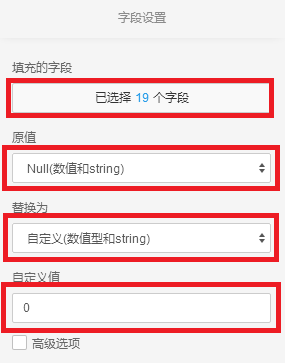 字段设置
填充的字段
已选择 19 个字段
原值
Null(数值和string)
替换为
自定义(数值型和string)
自定义值
0
高级选项